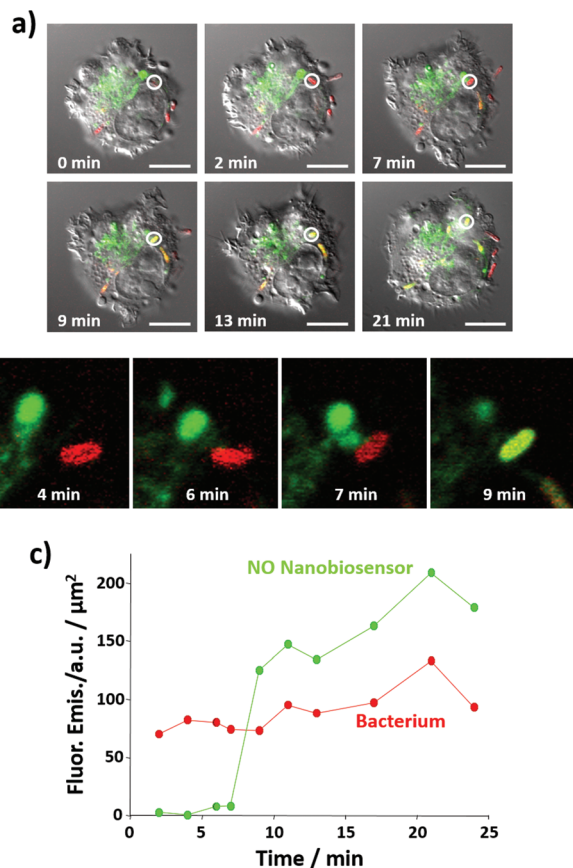 a)
0 min
2 min
7 min
9 min
13 min
21 min
4 min
6 min
7 min
9 min
c)
NO Nanobiosensor
Bacterium
Fluor. Emis./a.u. / μm²
200
150
100
50
0
0
5
10
15
20
25
Time / min